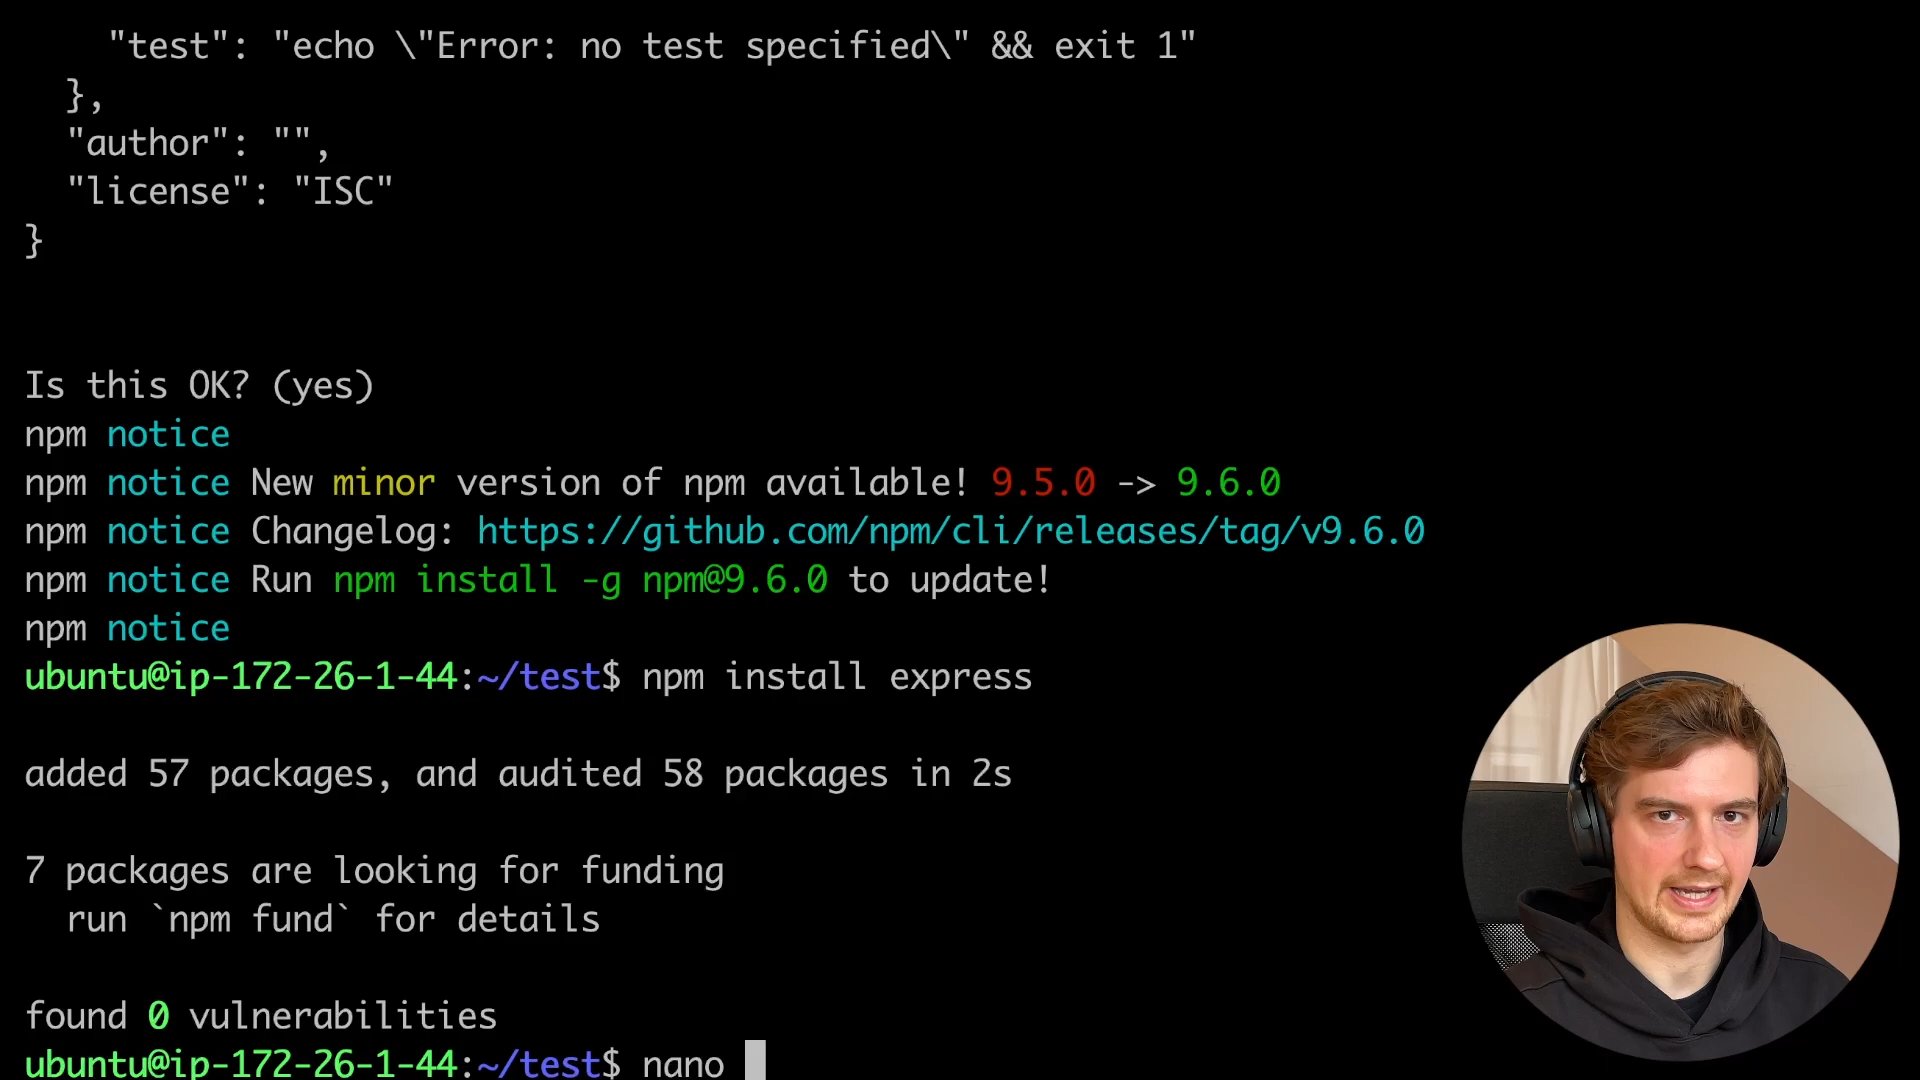 "test": "echo \"Error: no test specified\" && exit 1"
},
"author": "",
"license": "ISC"
}
Is this OK? (yes)
npm notice
npm notice New minor version of npm available! 9.5.0 -> 9.6.0
npm notice Changelog: https://github.com/npm/cli/releases/tag/v9.6.0
npm notice Run npm install -g npm@9.6.0 to update!
npm notice
ubuntu@ip-172-26-1-44:~/test$ npm install express
added 57 packages, and audited 58 packages in 2s
7 packages are looking for funding
run `npm fund` for details
found 0 vulnerabilities
ubuntu@ip-172-26-1-44:~/test$ nano